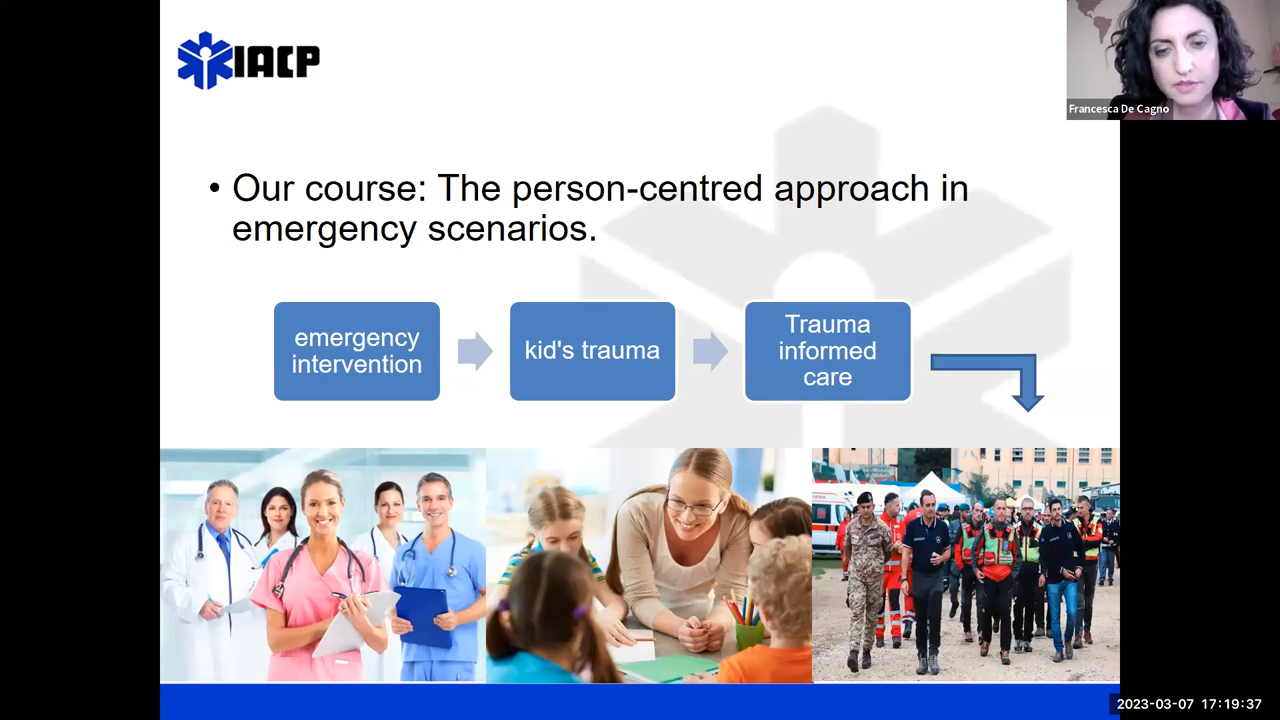 IACP
Francesca De Cagno
• Our course: The person-centred approach in
emergency scenarios.
emergency
intervention
kid's trauma
Trauma
informed
care
2023-03-07 17:19:37